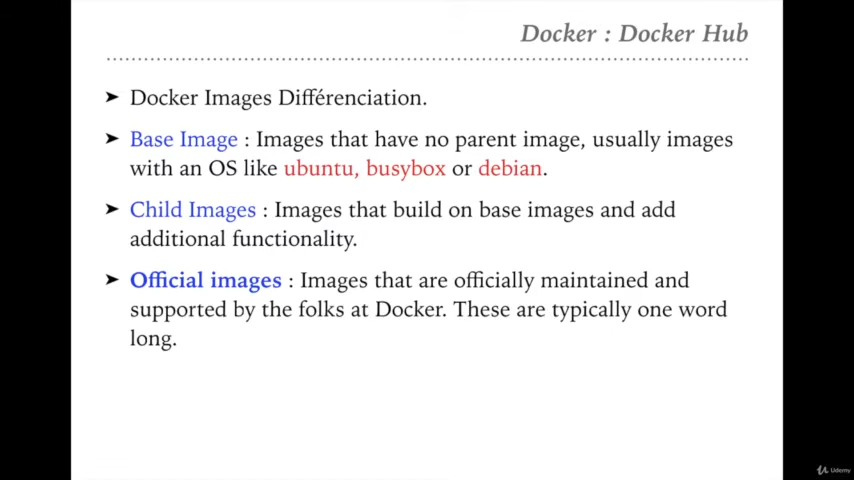 Docker : Docker Hub
➤ Docker Images Différenciation.
➤ Base Image : Images that have no parent image, usually images
with an OS like ubuntu, busybox or debian.
➤ Child Images : Images that build on base images and add
additional functionality.
➤ Official images : Images that are officially maintained and
supported by the folks at Docker. These are typically one word
long.
Udemy